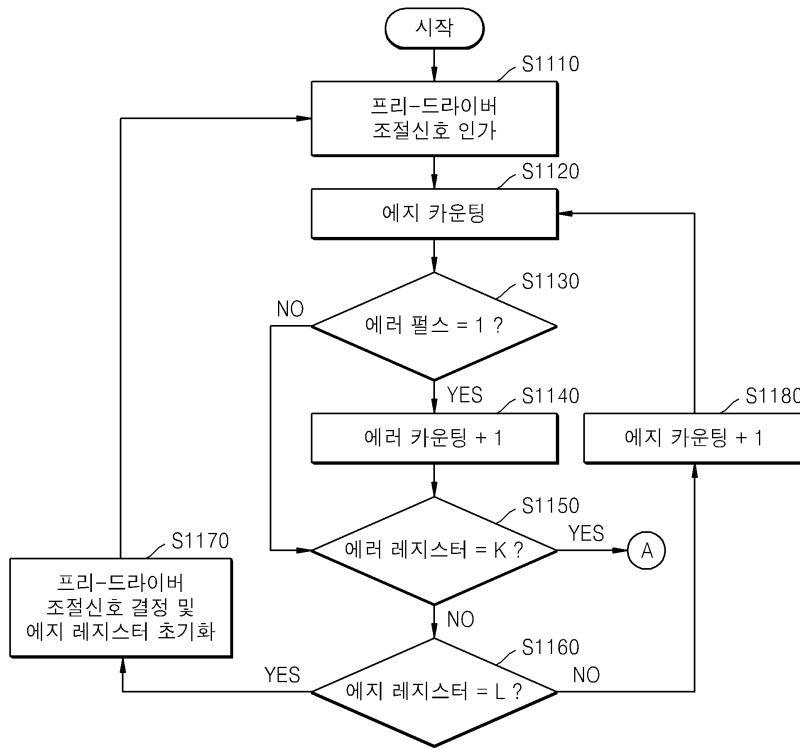 시작
S1110
프리-드라이버
조절신호 인가
S1120
에지 카운팅
S1130
NO
에러 펄스 = 1 ?
YES
S1140
에러 카운팅 + 1
S1180
에지 카운팅 + 1
S1150
에러 레지스터 = K ?
YES
A
S1170
프리-드라이버
조절신호 결정 및
에지 레지스터 초기화
NO
S1160
YES
에지 레지스터 = L ?
NO